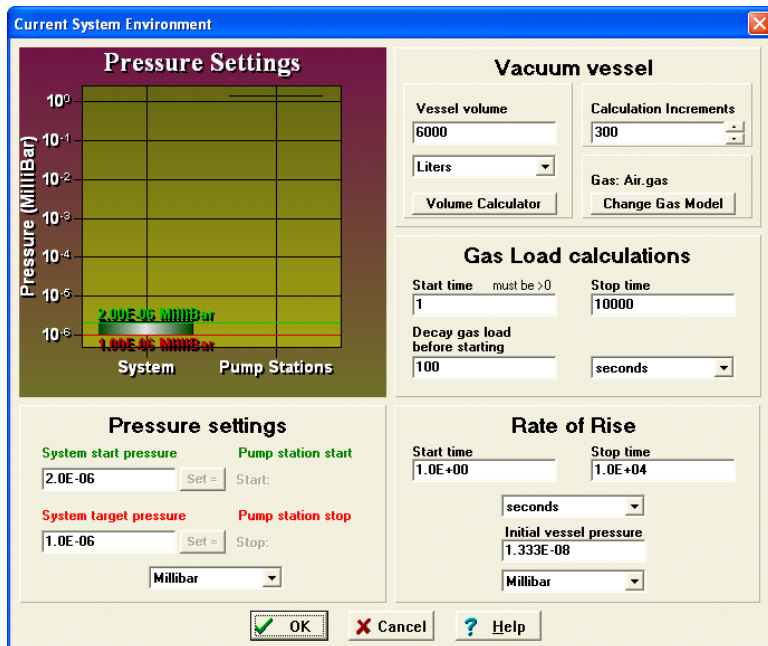 Current System Environment
Pressure Settings
Pressure (MilliBar)
10⁰
10⁻¹
10⁻²
10⁻³
10⁻⁴
10⁻⁵
10⁻⁶
2.00E-06 MilliBar
1.00E-06 MilliBar
System Pump Stations
Vacuum vessel
Vessel volume
6000
Liters
Volume Calculator
Calculation Increments
300
Gas: Air.gas
Change Gas Model
Gas Load calculations
Start time must be >0 Stop time
1 10000
Decay gas load
before starting
100 seconds
Pressure settings
System start pressure Pump station start
2.0E-06 Set = Start:
System target pressure Pump station stop
1.0E-06 Set = Stop:
Millibar
Rate of Rise
Start time Stop time
1.0E+00 1.0E+04
seconds
Initial vessel pressure
1.333E-08
Millibar
OK Cancel ? Help